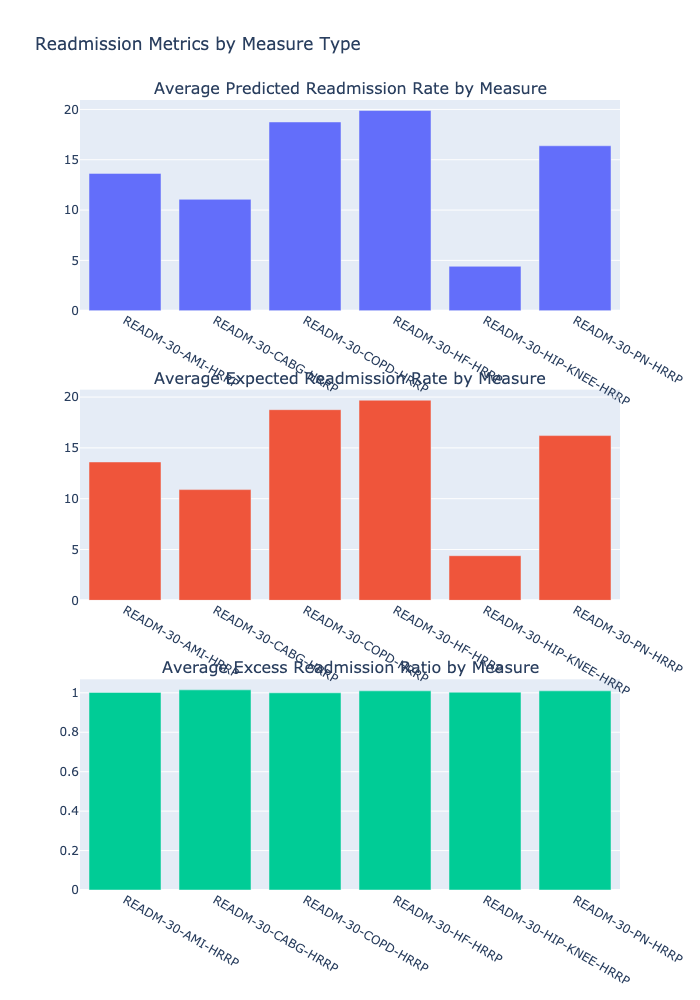 Readmission Metrics by Measure Type
Average Predicted Readmission Rate by Measure
20
15
10
5
0
READM-30-AMI-HRRP
READM-30-CABG-HRRP
READM-30-COPD-HRRP
READM-30-HF-HRRP
READM-30-HIP-KNEE-HRRP
READM-30-PN-HRRP
Average Expected Readmission Rate by Measure
20
15
10
5
0
READM-30-AMI-HRRP
READM-30-CABG-HRRP
READM-30-COPD-HRRP
READM-30-HF-HRRP
READM-30-HIP-KNEE-HRRP
READM-30-PN-HRRP
Average Excess Readmission Ratio by Measure
1
0.8
0.6
0.4
0.2
0
READM-30-AMI-HRRP
READM-30-CABG-HRRP
READM-30-COPD-HRRP
READM-30-HF-HRRP
READM-30-HIP-KNEE-HRRP
READM-30-PN-HRRP